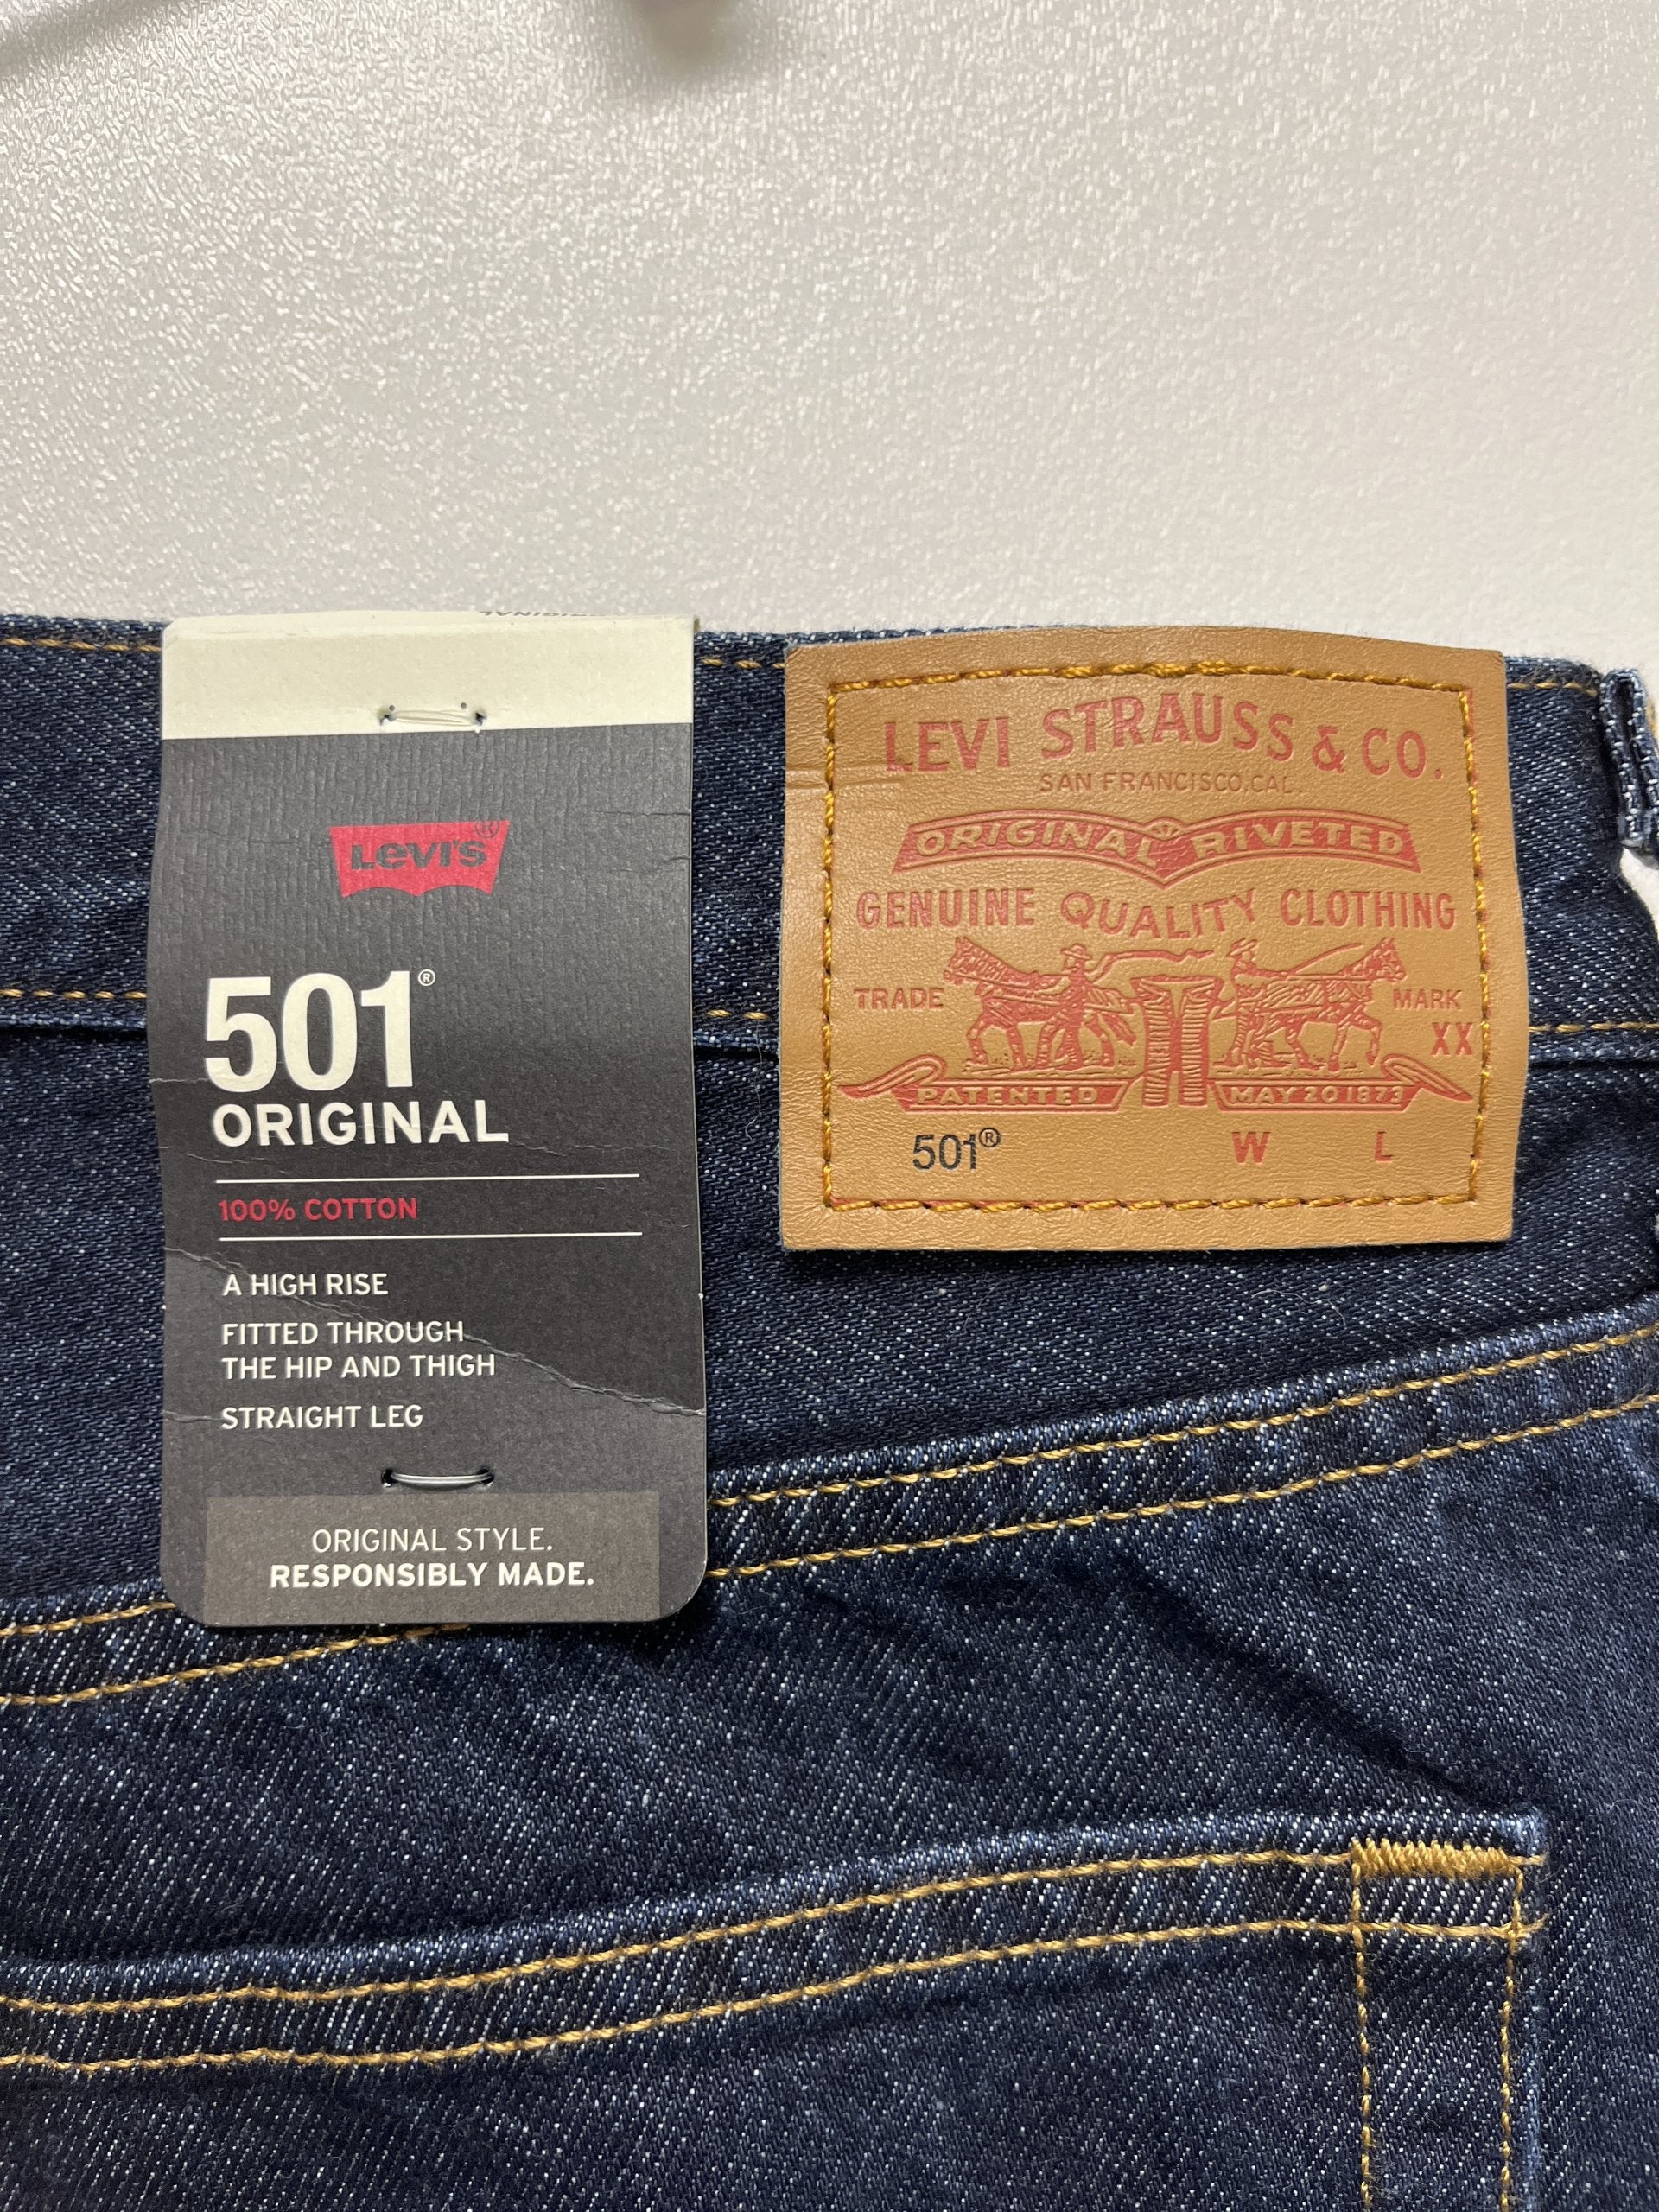 Levi's®
501®
ORIGINAL
100% COTTON
A HIGH RISE
FITTED THROUGH
THE HIP AND THIGH
STRAIGHT LEG
ORIGINAL STYLE.
RESPONSIBLY MADE.
LEVI STRAUSS & CO.
SAN FRANCISCO, CAL.
ORIGINAL RIVETED
GENUINE QUALITY CLOTHING
TRADE MARK
XX
PATENTED MAY 20 1873
501® W L